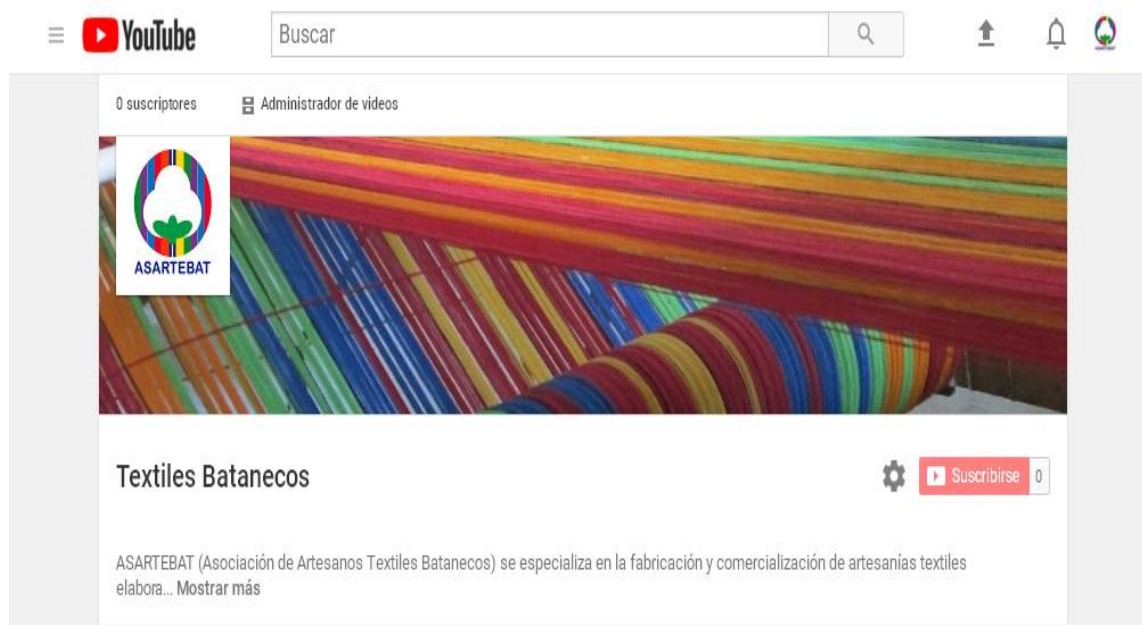 YouTube
Buscar
0 suscriptores
Administrador de videos
ASARTEBAT
Textiles Batanecos
Suscribirse 0
ASARTEBAT (Asociación de Artesanos Textiles Batanecos) se especializa en la fabricación y comercialización de artesanías textiles
elabora... Mostrar más